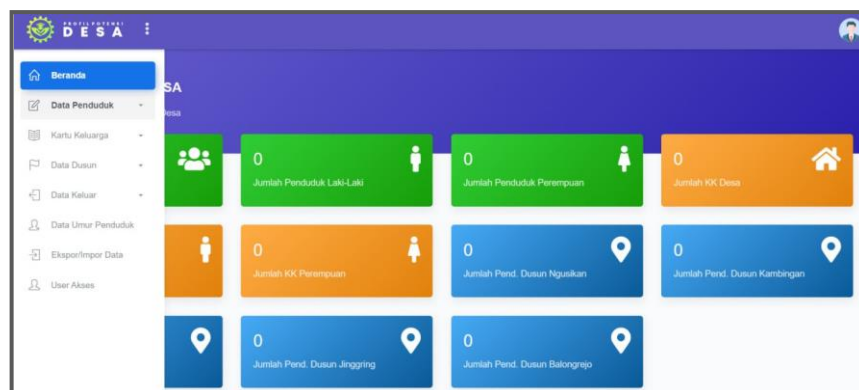 PROFIL POTENSI
DESA
Beranda
Data Penduduk
Kartu Keluarga
Data Dusun
Data Keluar
Data Umur Penduduk
Ekspor/Impor Data
User Akses
SA
Desa
0
Jumlah Penduduk Laki-Laki
0
Jumlah Penduduk Perempuan
0
Jumlah KK Desa
0
Jumlah KK Perempuan
0
Jumlah Pend. Dusun Ngusikan
0
Jumlah Pend. Dusun Kambingan
0
Jumlah Pend. Dusun Jinggring
0
Jumlah Pend. Dusun Balongrejo